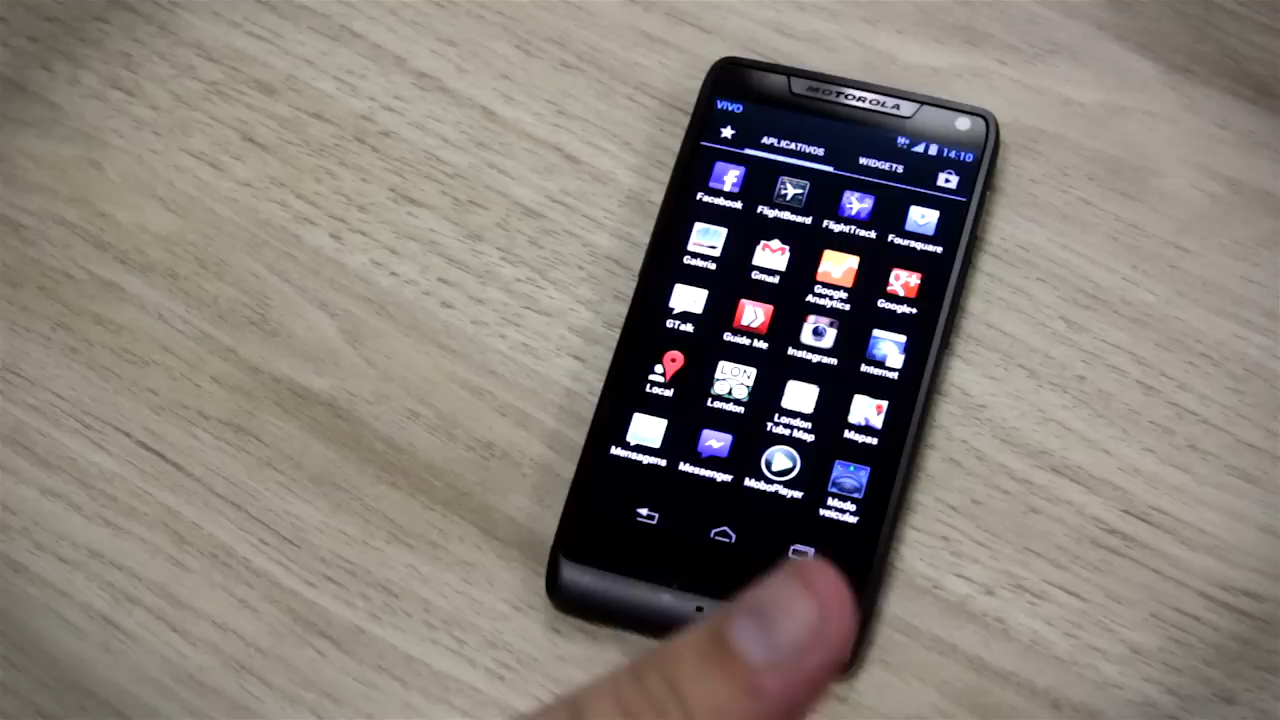 MOTOROLA
VIVO
H+
14:10
APLICATIVOS
WIDGETS
Facebook
FlightBoard
FlightTrack
Foursquare
Galeria
Gmail
Google
Analytics
Google+
GTalk
Guide Me
Instagram
Internet
Local
LON
London
London
Tube Map
Mapas
Mensagens
Messenger
MoboPlayer
Modo
veicular